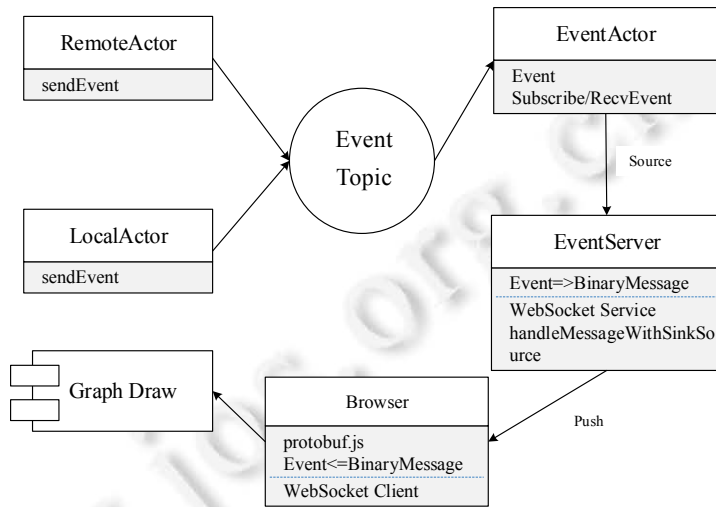 RemoteActor
sendEvent
Event
Topic
EventActor
Event
Subscribe/RecvEvent
Source
LocalActor
sendEvent
EventServer
Event=>BinaryMessage
WebSocket Service
handleMessageWithSinkSo
urce
Graph Draw
Browser
protobuf.js
Event<=BinaryMessage
WebSocket Client
Push